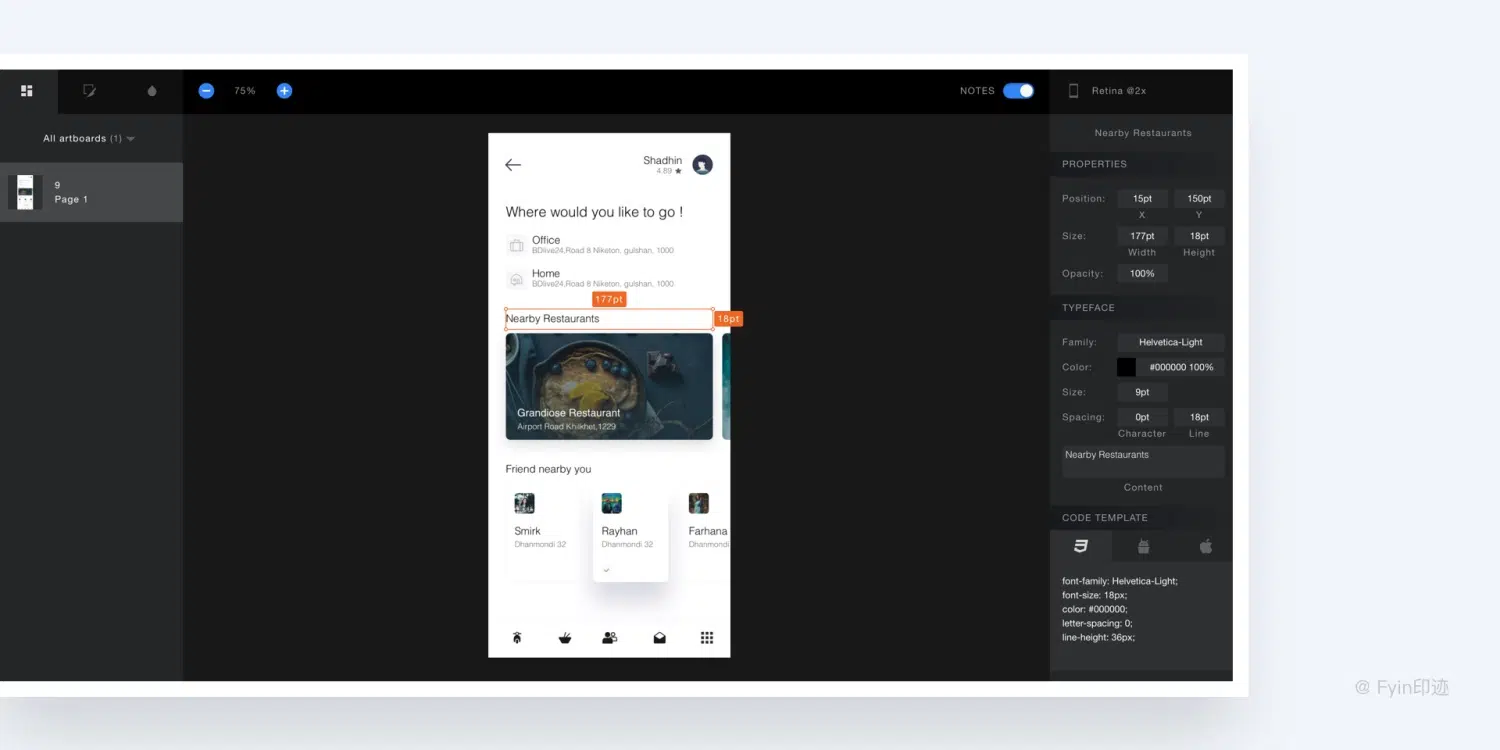 75%
NOTES
Retina @2x
All artboards (1)
9
Page 1
Shadhin
4.89 ★
Where would you like to go !
Office
BDlive24,Road 8 Niketon, gulshan, 1000
Home
BDlive24,Road 8 Niketon, gulshan, 1000
177pt
Nearby Restaurants
18pt
Grandiose Restaurant
Airport Road Khilkhet,1229
Friend nearby you
Smirk
Dhanmondi 32
Rayhan
Dhanmondi 32
Farhana
Dhanmondi
Nearby Restaurants
PROPERTIES
Position: 15pt 150pt
X Y
Size: 177pt 18pt
Width Height
Opacity: 100%
TYPEFACE
Family: Helvetica-Light
Color: #000000 100%
Size: 9pt
Spacing: 0pt 18pt
Character Line
Nearby Restaurants
Content
CODE TEMPLATE
font-family: Helvetica-Light;
font-size: 18px;
color: #000000;
letter-spacing: 0;
line-height: 36px;
@ Fyin印迹